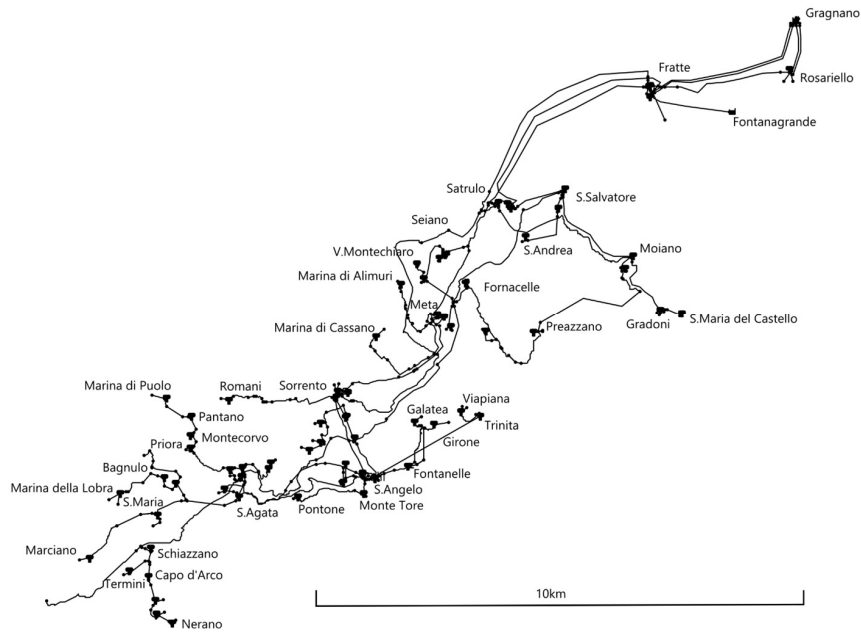 Gragnano
Fratte
Rosariello
Fontanagrande
Satrulo
S.Salvatore
Seiano
V.Montechiaro
S.Andrea
Moiano
Marina di Alimuri
Fornacelle
Meta
Marina di Cassano
Preazzano
Gradoni
S.Maria del Castello
Marina di Puolo
Romani
Sorrento
Viapiana
Pantano
Galatea
Trinita
Priora
Montecorvo
Girone
Bagnulo
Fontanelle
Marina della Lobra
S.Maria
S.Angelo
S.Agata
Pontone
Monte Tore
Marciano
Schiazzano
Termini
Capo d'Arco
10km
Nerano